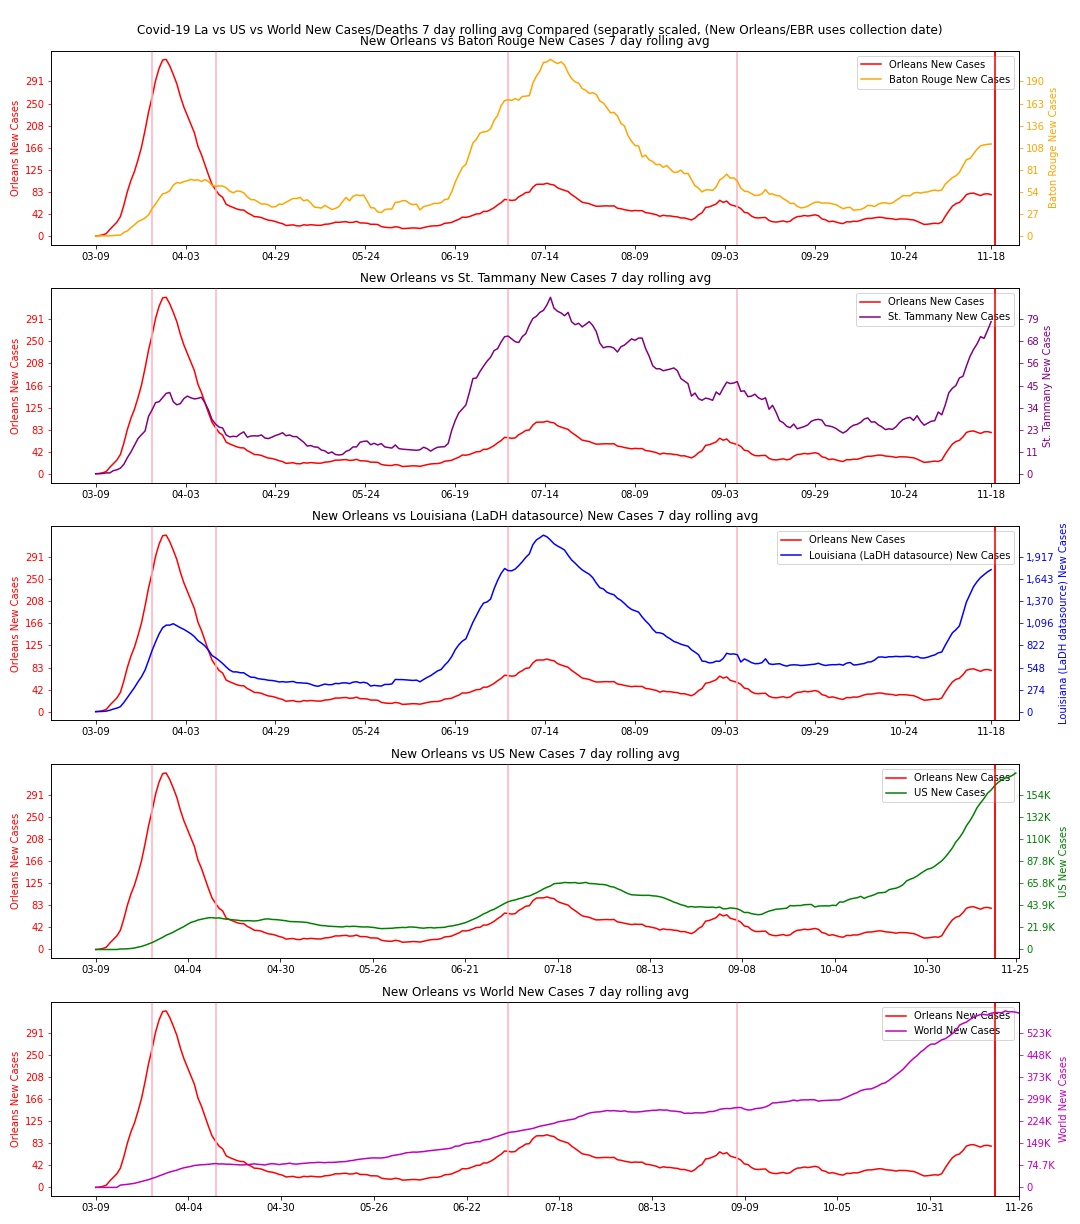 Covid-19 La vs US vs World New Cases/Deaths 7 day rolling avg Compared (separatly scaled, (New Orleans/EBR uses collection date)
New Orleans vs Baton Rouge New Cases 7 day rolling avg
Orleans New Cases
Baton Rouge New Cases
Orleans New Cases
291
250
208
166
125
83
42
0
190
163
136
108
81
54
27
0
Baton Rouge New Cases
03-09 04-03 04-29 05-24 06-19 07-14 08-09 09-03 09-29 10-24 11-18
New Orleans vs St. Tammany New Cases 7 day rolling avg
Orleans New Cases
St. Tammany New Cases
Orleans New Cases
291
250
208
166
125
83
42
0
79
68
56
45
34
23
11
0
St. Tammany New Cases
03-09 04-03 04-29 05-24 06-19 07-14 08-09 09-03 09-29 10-24 11-18
New Orleans vs Louisiana (LaDH datasource) New Cases 7 day rolling avg
Orleans New Cases
Louisiana (LaDH datasource) New Cases
Orleans New Cases
291
250
208
166
125
83
42
0
1,917
1,643
1,370
1,096
822
548
274
0
Louisiana (LaDH datasource) New Cases
03-09 04-03 04-29 05-24 06-19 07-14 08-09 09-03 09-29 10-24 11-18
New Orleans vs US New Cases 7 day rolling avg
Orleans New Cases
US New Cases
Orleans New Cases
291
250
208
166
125
83
42
0
154K
132K
110K
87.8K
65.8K
43.9K
21.9K
0
US New Cases
03-09 04-04 04-30 05-26 06-21 07-18 08-13 09-08 10-04 10-30 11-25
New Orleans vs World New Cases 7 day rolling avg
Orleans New Cases
World New Cases
Orleans New Cases
291
250
208
166
125
83
42
0
523K
448K
373K
299K
224K
149K
74.7K
0
World New Cases
03-09 04-04 04-30 05-26 06-22 07-18 08-13 09-09 10-05 10-31 11-26